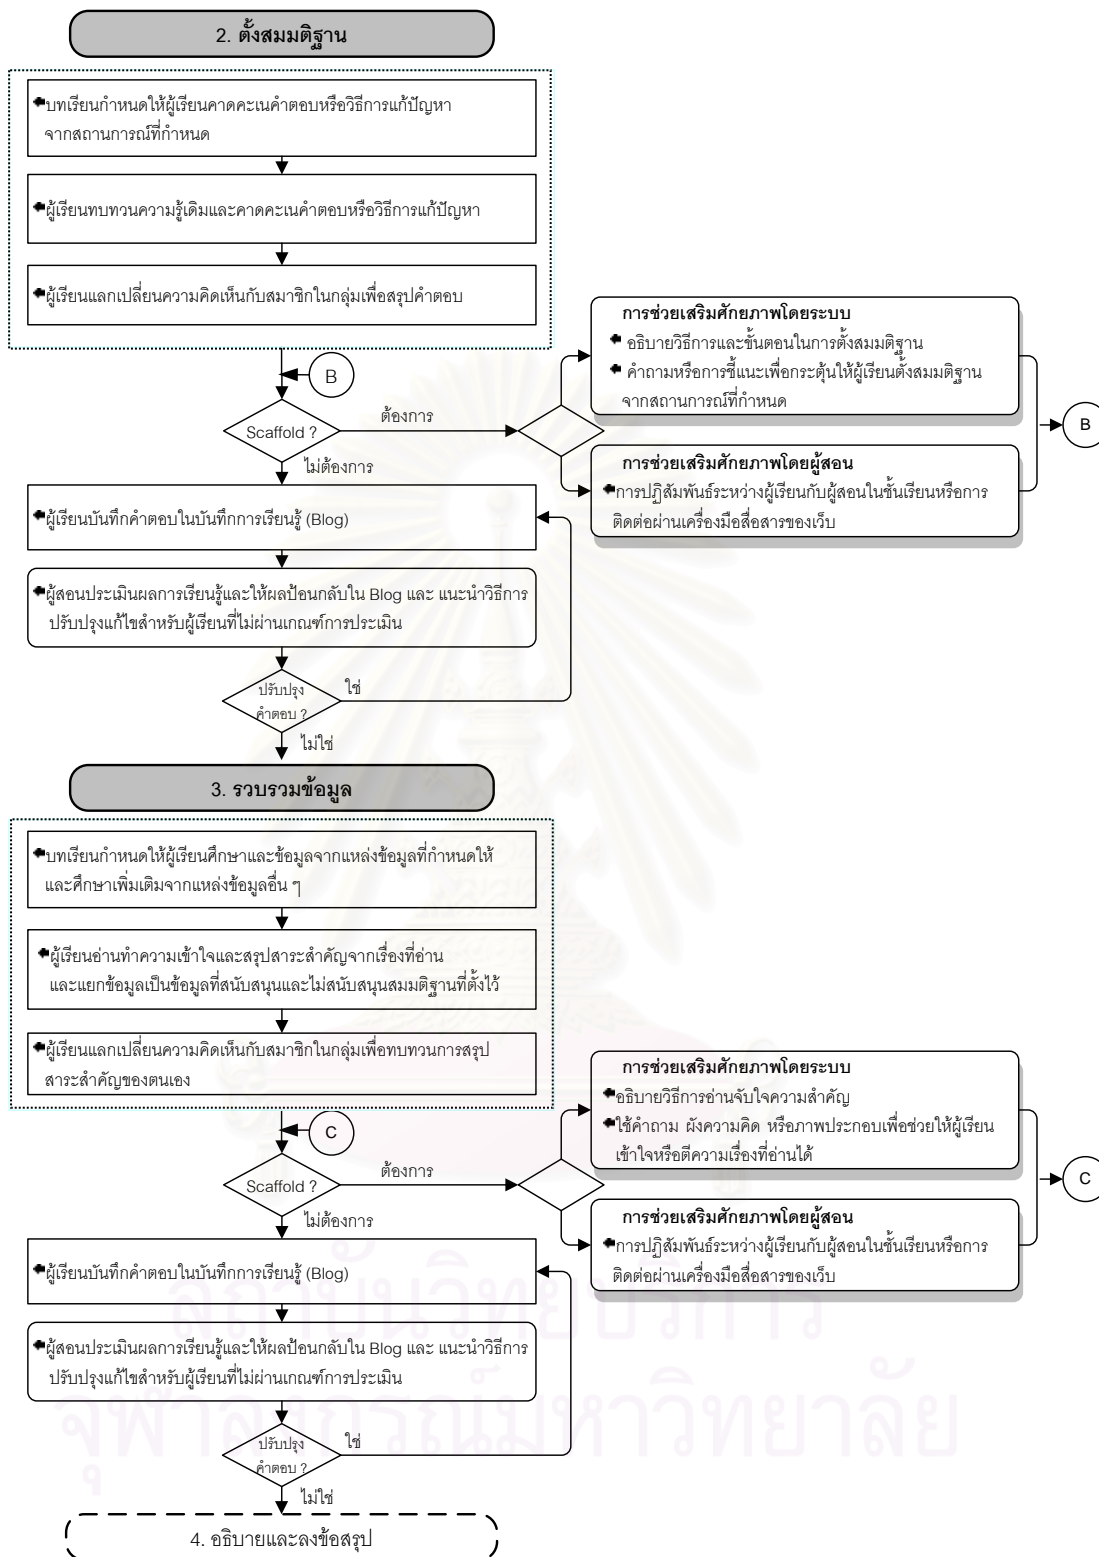 2. ตั้งสมมติฐาน
บทเรียนกำหนดให้ผู้เรียนคาดคะเนคำตอบหรือวิธีการแก้ปัญหา
จากสถานการณ์ที่กำหนด
ผู้เรียนทบทวนความรู้เดิมและคาดคะเนคำตอบหรือวิธีการแก้ปัญหา
ผู้เรียนแลกเปลี่ยนความคิดเห็นกับสมาชิกในกลุ่มเพื่อสรุปคำตอบ
B
Scaffold ?
ต้องการ
ไม่ต้องการ
การช่วยเสริมศักยภาพโดยระบบ
อธิบายวิธีการและขั้นตอนในการตั้งสมมติฐาน
คำถามหรือการชี้แนะเพื่อกระตุ้นให้ผู้เรียนตั้งสมมติฐาน
จากสถานการณ์ที่กำหนด
การช่วยเสริมศักยภาพโดยผู้สอน
การปฏิสัมพันธ์ระหว่างผู้เรียนกับผู้สอนในชั้นเรียนหรือการ
ติดต่อผ่านเครื่องมือสื่อสารของเว็บ
B
ผู้เรียนบันทึกคำตอบในบันทึกการเรียนรู้ (Blog)
ผู้สอนประเมินผลการเรียนรู้และให้ผลป้อนกลับใน Blog และ แนะนำวิธีการ
ปรับปรุงแก้ไขสำหรับผู้เรียนที่ไม่ผ่านเกณฑ์การประเมิน
ปรับปรุง
คำตอบ ?
ใช่
ไม่ใช่
3. รวบรวมข้อมูล
บทเรียนกำหนดให้ผู้เรียนศึกษาและข้อมูลจากแหล่งข้อมูลที่กำหนดให้
และศึกษาเพิ่มเติมจากแหล่งข้อมูลอื่น ๆ
ผู้เรียนอ่านทำความเข้าใจและสรุปสาระสำคัญจากเรื่องที่อ่าน
และแยกข้อมูลเป็นข้อมูลที่สนับสนุนและไม่สนับสนุนสมมติฐานที่ตั้งไว้
ผู้เรียนแลกเปลี่ยนความคิดเห็นกับสมาชิกในกลุ่มเพื่อทบทวนการสรุป
สาระสำคัญของตนเอง
C
Scaffold ?
ต้องการ
ไม่ต้องการ
การช่วยเสริมศักยภาพโดยระบบ
อธิบายวิธีการอ่านจับใจความสำคัญ
ใช้คำถาม ผังความคิด หรือภาพประกอบเพื่อช่วยให้ผู้เรียน
เข้าใจหรือตีความเรื่องที่อ่านได้
การช่วยเสริมศักยภาพโดยผู้สอน
การปฏิสัมพันธ์ระหว่างผู้เรียนกับผู้สอนในชั้นเรียนหรือการ
ติดต่อผ่านเครื่องมือสื่อสารของเว็บ
C
ผู้เรียนบันทึกคำตอบในบันทึกการเรียนรู้ (Blog)
ผู้สอนประเมินผลการเรียนรู้และให้ผลป้อนกลับใน Blog และ แนะนำวิธีการ
ปรับปรุงแก้ไขสำหรับผู้เรียนที่ไม่ผ่านเกณฑ์การประเมิน
ปรับปรุง
คำตอบ ?
ใช่
ไม่ใช่
4. อธิบายและลงข้อสรุป
สถาบันวิทยบริการ
จุฬาลงกรณ์มหาวิทยาลัย